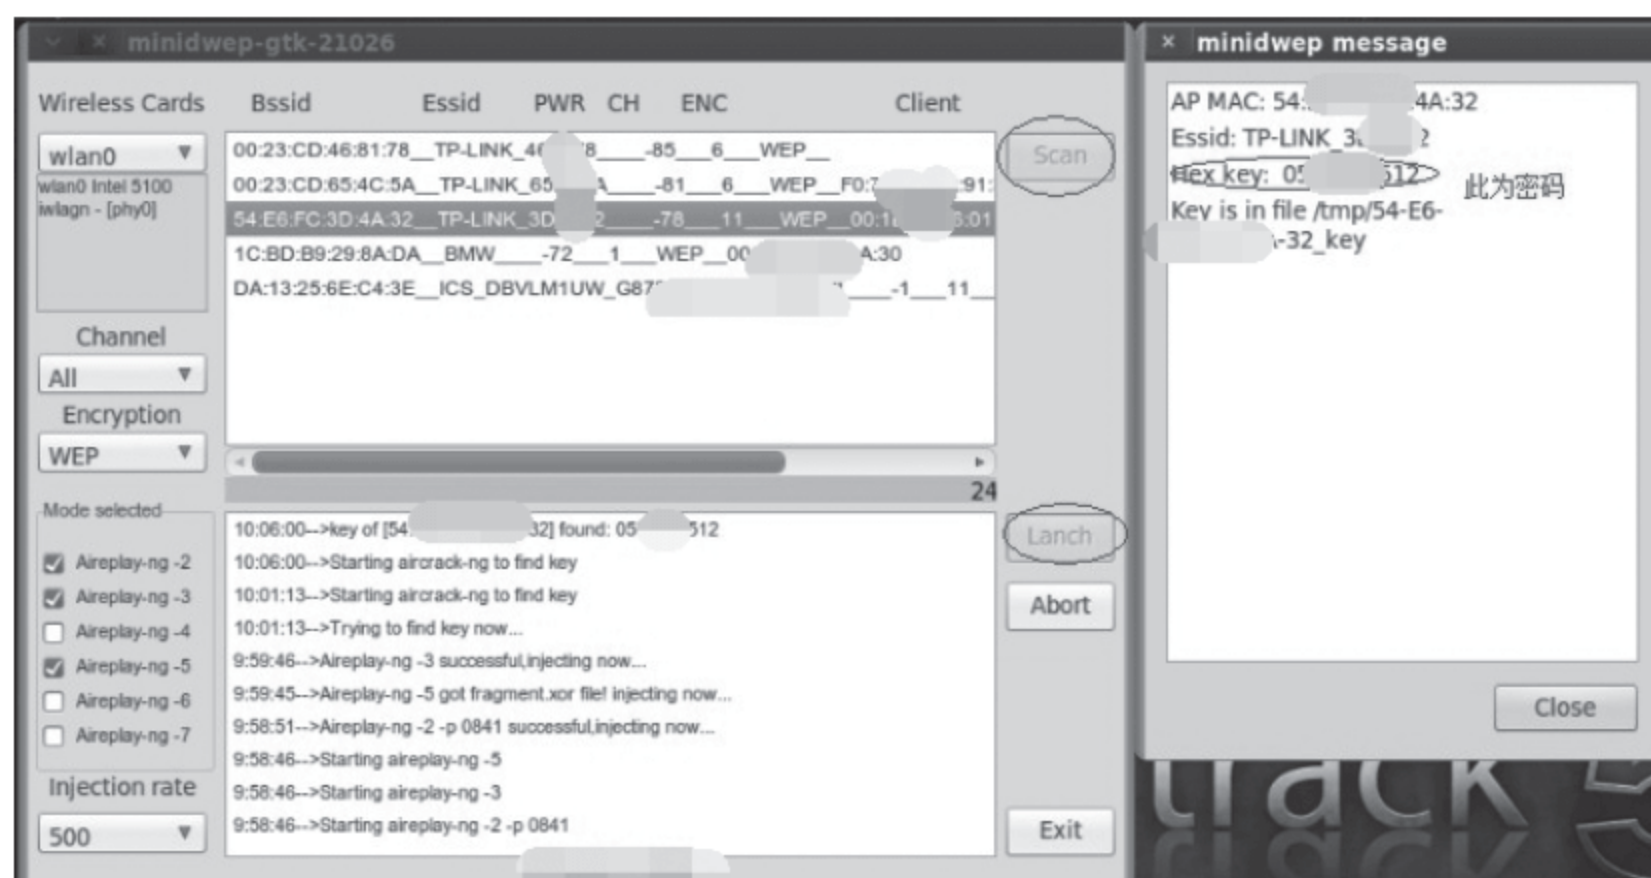 minidwep-gtk-21026
Wireless Cards
wlan0
wlan0 Intel 5100
iwlagn - [phy0]
Channel
All
Encryption
WEP
Mode selected
Aireplay-ng -2
Aireplay-ng -3
Aireplay-ng -4
Aireplay-ng -5
Aireplay-ng -6
Aireplay-ng -7
Injection rate
500
Bssid Essid PWR CH ENC Client
00:23:CD:46:81:78__TP-LINK_46 8____-85___6___WEP__
00:23:CD:65:4C:5A__TP-LINK_65 A____-81___6___WEP__F0:7 :91:
54:E6:FC:3D:4A:32__TP-LINK_3D 2____-78___11___WEP__00:1 6:01
1C:BD:B9:29:8A:DA__BMW____-72___1___WEP__00 A:30
DA:13:25:6E:C4:3E__ICS_DBVLM1UW_G87 ____-1___11__
24
10:06:00-->key of [54: 32] found: 05 512
10:06:00-->Starting aircrack-ng to find key
10:01:13-->Starting aircrack-ng to find key
10:01:13-->Trying to find key now...
9:59:46-->Aireplay-ng -3 successful,injecting now...
9:59:45-->Aireplay-ng -5 got fragment.xor file! injecting now...
9:58:51-->Aireplay-ng -2 -p 0841 successful,injecting now...
9:58:46-->Starting aireplay-ng -5
9:58:46-->Starting aireplay-ng -3
9:58:46-->Starting aireplay-ng -2 -p 0841
Scan
Lanch
Abort
Exit
minidwep message
AP MAC: 54: 4A:32
Essid: TP-LINK_3 2
Hex key: 05 512
此为密码
Key is in file /tmp/54-E6-
-32_key
Close
track 5